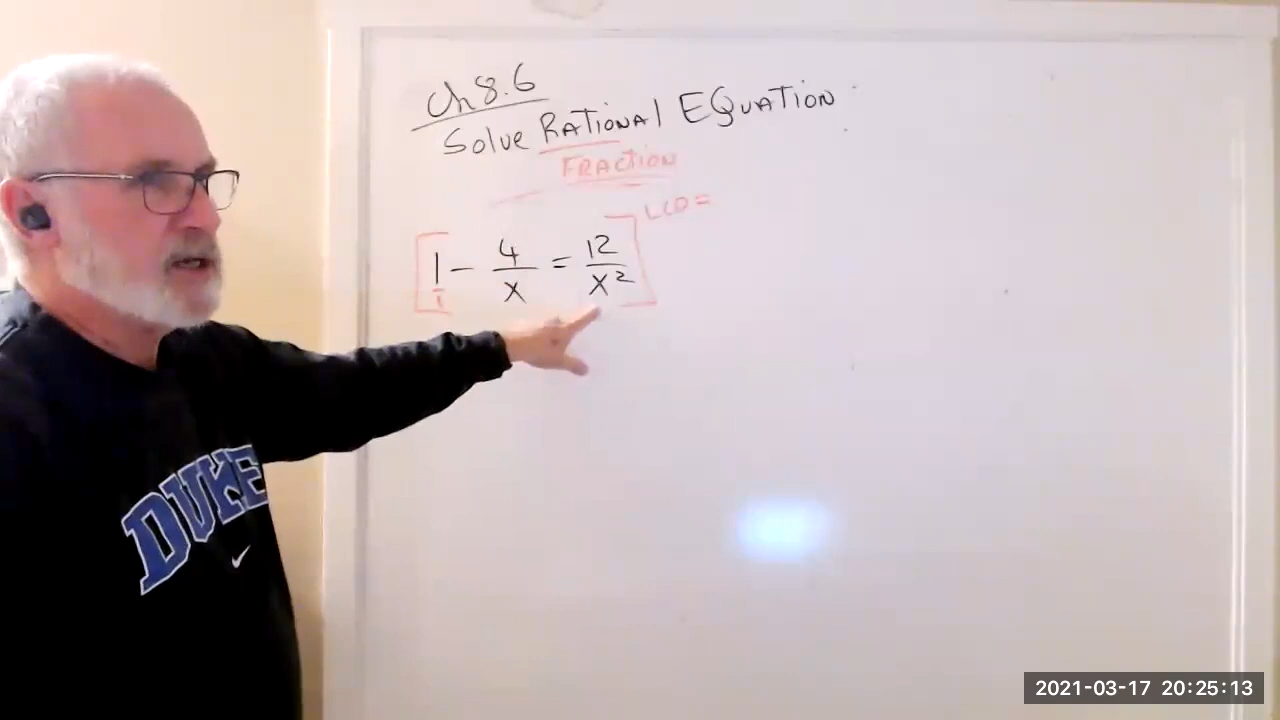 Ch 8.6
Solve Rational EQuation
Fraction
LCD =
1/1 - 4/x = 12/x²
DUKE
2021-03-17 20:25:13